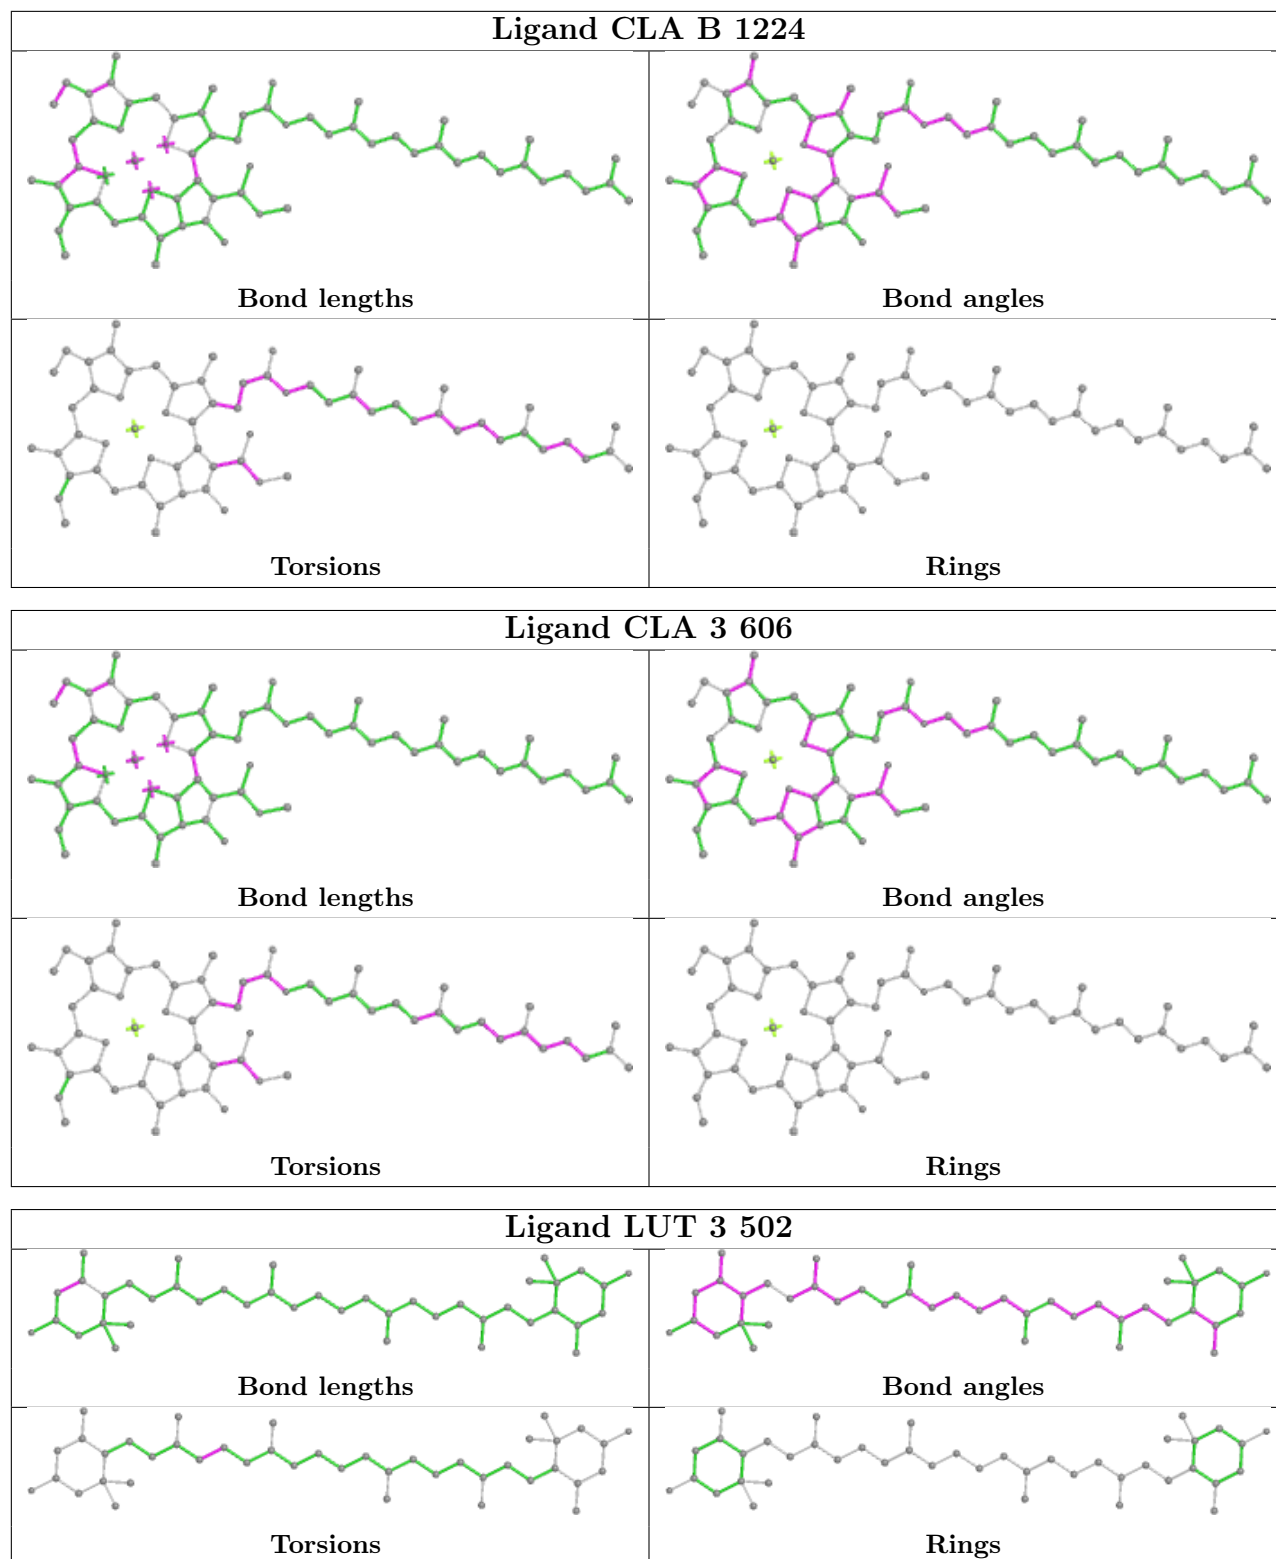 Ligand CLA B 1224
Bond lengths
Bond angles
Torsions
Rings
Ligand CLA 3 606
Bond lengths
Bond angles
Torsions
Rings
Ligand LUT 3 502
Bond lengths
Bond angles
Torsions
Rings